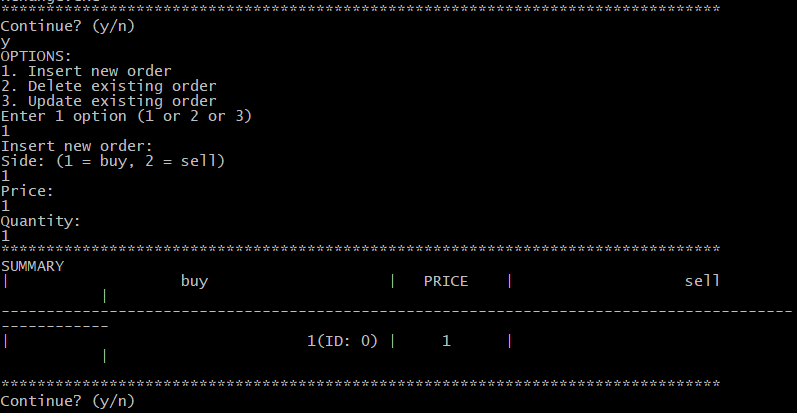 ********************************************************************************
Continue? (y/n)
y
OPTIONS:
1. Insert new order
2. Delete existing order
3. Update existing order
Enter 1 option (1 or 2 or 3)
1
Insert new order:
Side: (1 = buy, 2 = sell)
1
Price:
1
Quantity:
1
********************************************************************************
SUMMARY
|                   buy                    |   PRICE    |                   sell
           |
----------------------------------------------------------------------------------------
------------
|                                 1(ID: 0) |     1      |
           |
********************************************************************************
Continue? (y/n)